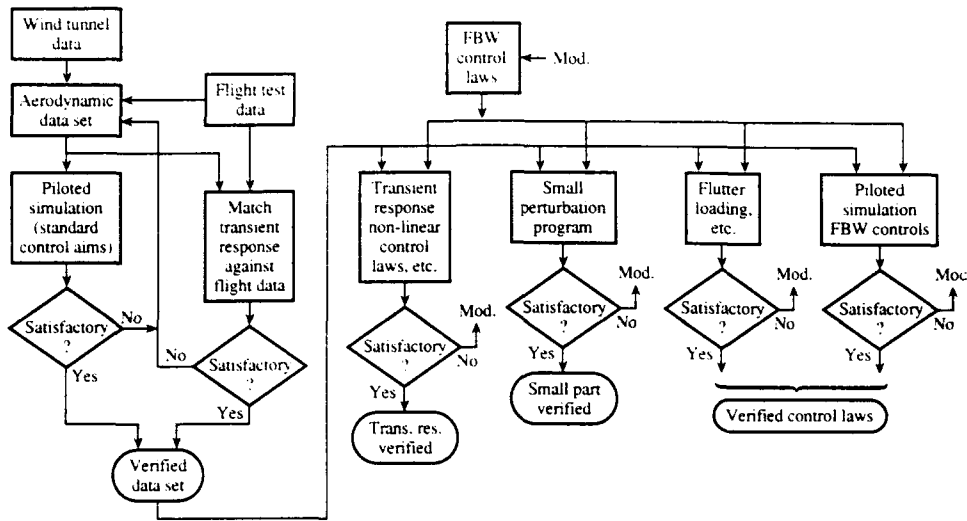 Wind tunnel
data
Aerodynamic
data set
Flight test
data
Piloted
simulation
(standard
control aims)
Match
transient
response
against
flight data
Satisfactory
?
No
Yes
No
Satisfactory
?
Yes
Verified
data set
FBW
control
laws
Mod.
Transient
response
non-linear
control
laws, etc.
Satisfactory
?
Mod.
No
Yes
Trans. res.
verified
Small
perturbation
program
Satisfactory
?
Mod.
No
Yes
Small part
verified
Flutter
loading,
etc.
Satisfactory
?
Mod.
No
Yes
Piloted
simulation
FBW controls
Satisfactory
?
Moc
No
Yes
Verified control laws